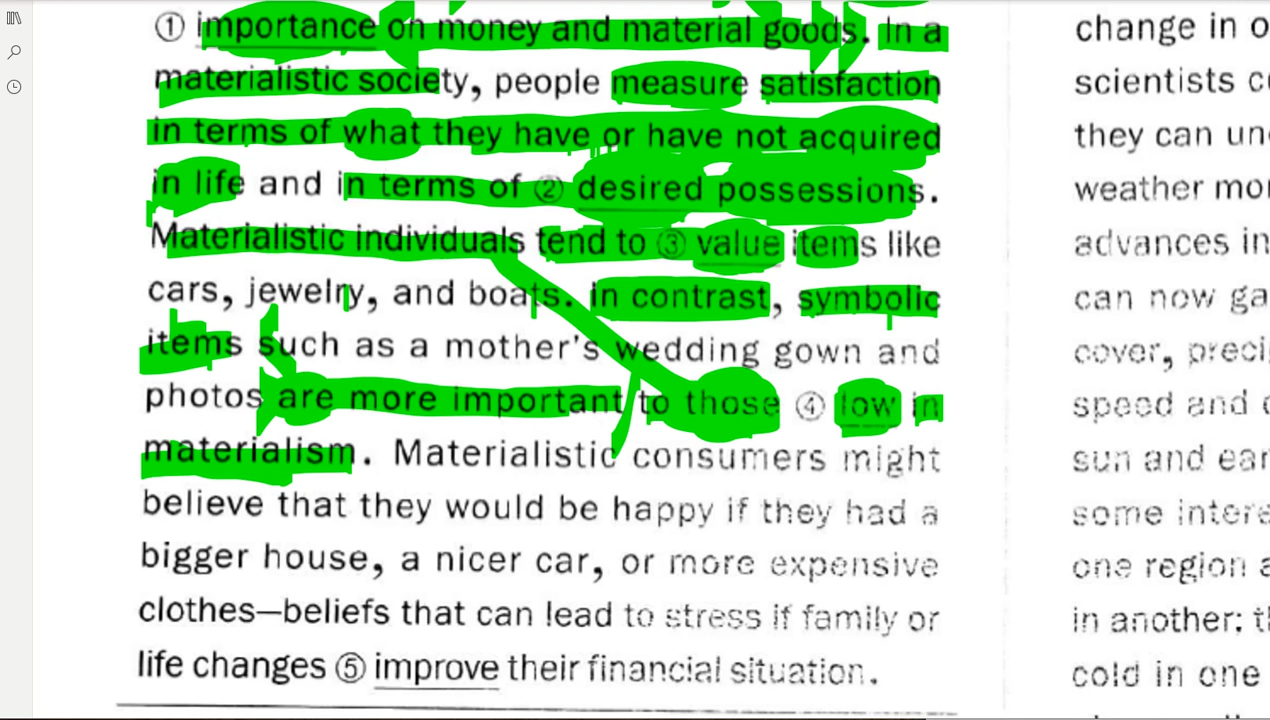 ① importance on money and material goods. In a
materialistic society, people measure satisfaction
in terms of what they have or have not acquired
in life and in terms of ② desired possessions.
Materialistic individuals tend to ③ value items like
cars, jewelry, and boats. In contrast, symbolic
items such as a mother's wedding gown and
photos are more important to those ④ low in
materialism. Materialistic consumers might
believe that they would be happy if they had a
bigger house, a nicer car, or more expensive
clothes—beliefs that can lead to stress if family or
life changes ⑤ improve their financial situation.
change in
scientists
they can
weather
advances in
can now
cover,
speed and
sun and
some
one region
in another:
cold in one